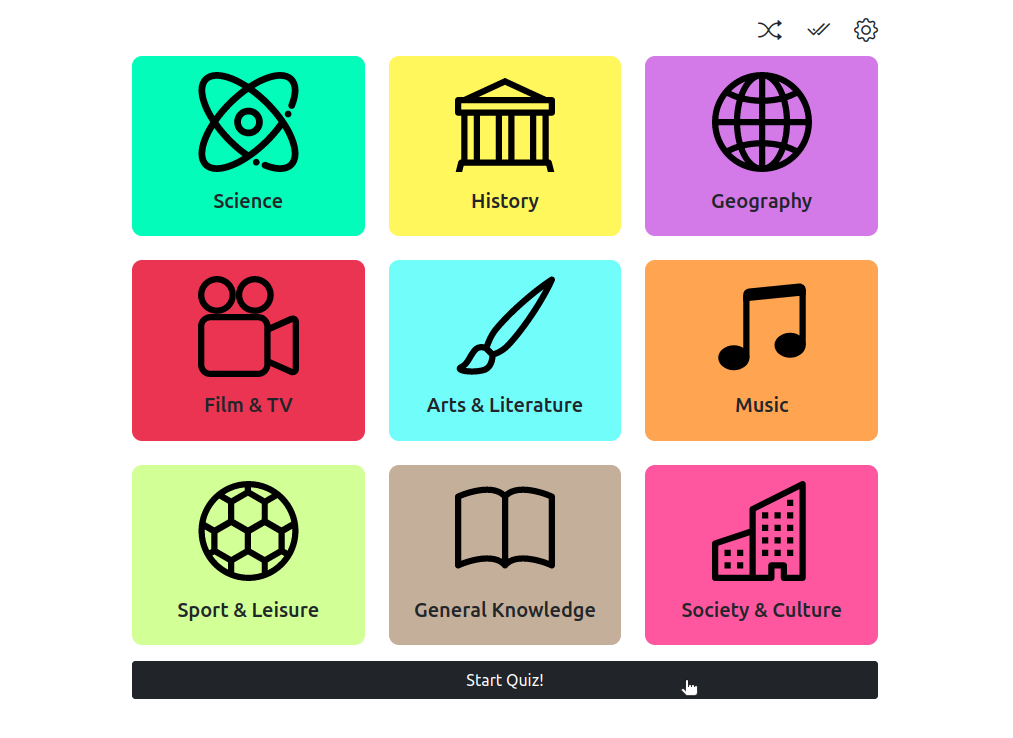 Science
History
Geography
Film & TV
Arts & Literature
Music
Sport & Leisure
General Knowledge
Society & Culture
Start Quiz!